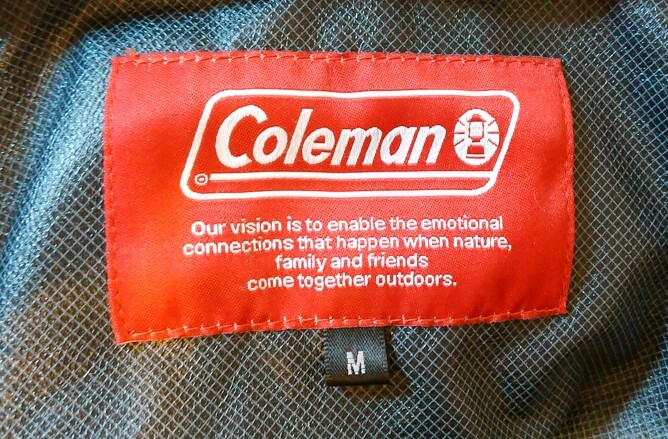 Coleman
Our vision is to enable the emotional
connections that happen when nature,
family and friends
come together outdoors.
M